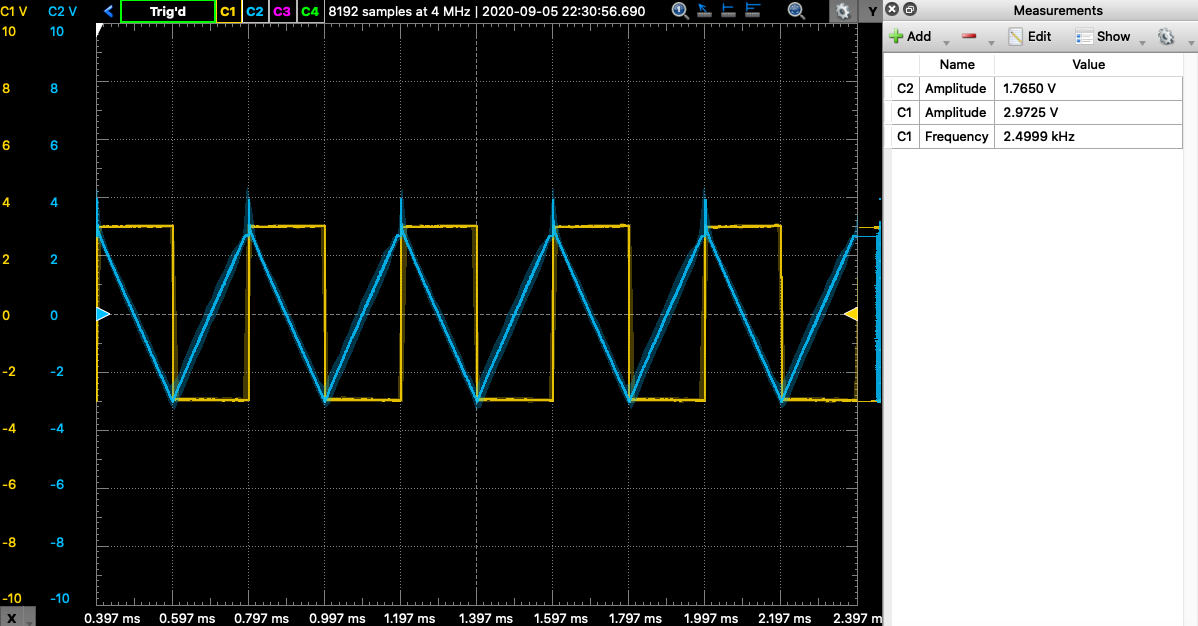 C1 V C2 V Trig'd C1 C2 C3 C4 8192 samples at 4 MHz | 2020-09-05 22:30:56.690 Y Measurements
Add Edit Show
Name Value
C2 Amplitude 1.7650 V
C1 Amplitude 2.9725 V
C1 Frequency 2.4999 kHz
10 10
8 8
6 6
4 4
2 2
0 0
-2 -2
-4 -4
-6 -6
-8 -8
-10 -10
X 0.397 ms 0.597 ms 0.797 ms 0.997 ms 1.197 ms 1.397 ms 1.597 ms 1.797 ms 1.997 ms 2.197 ms 2.397 m